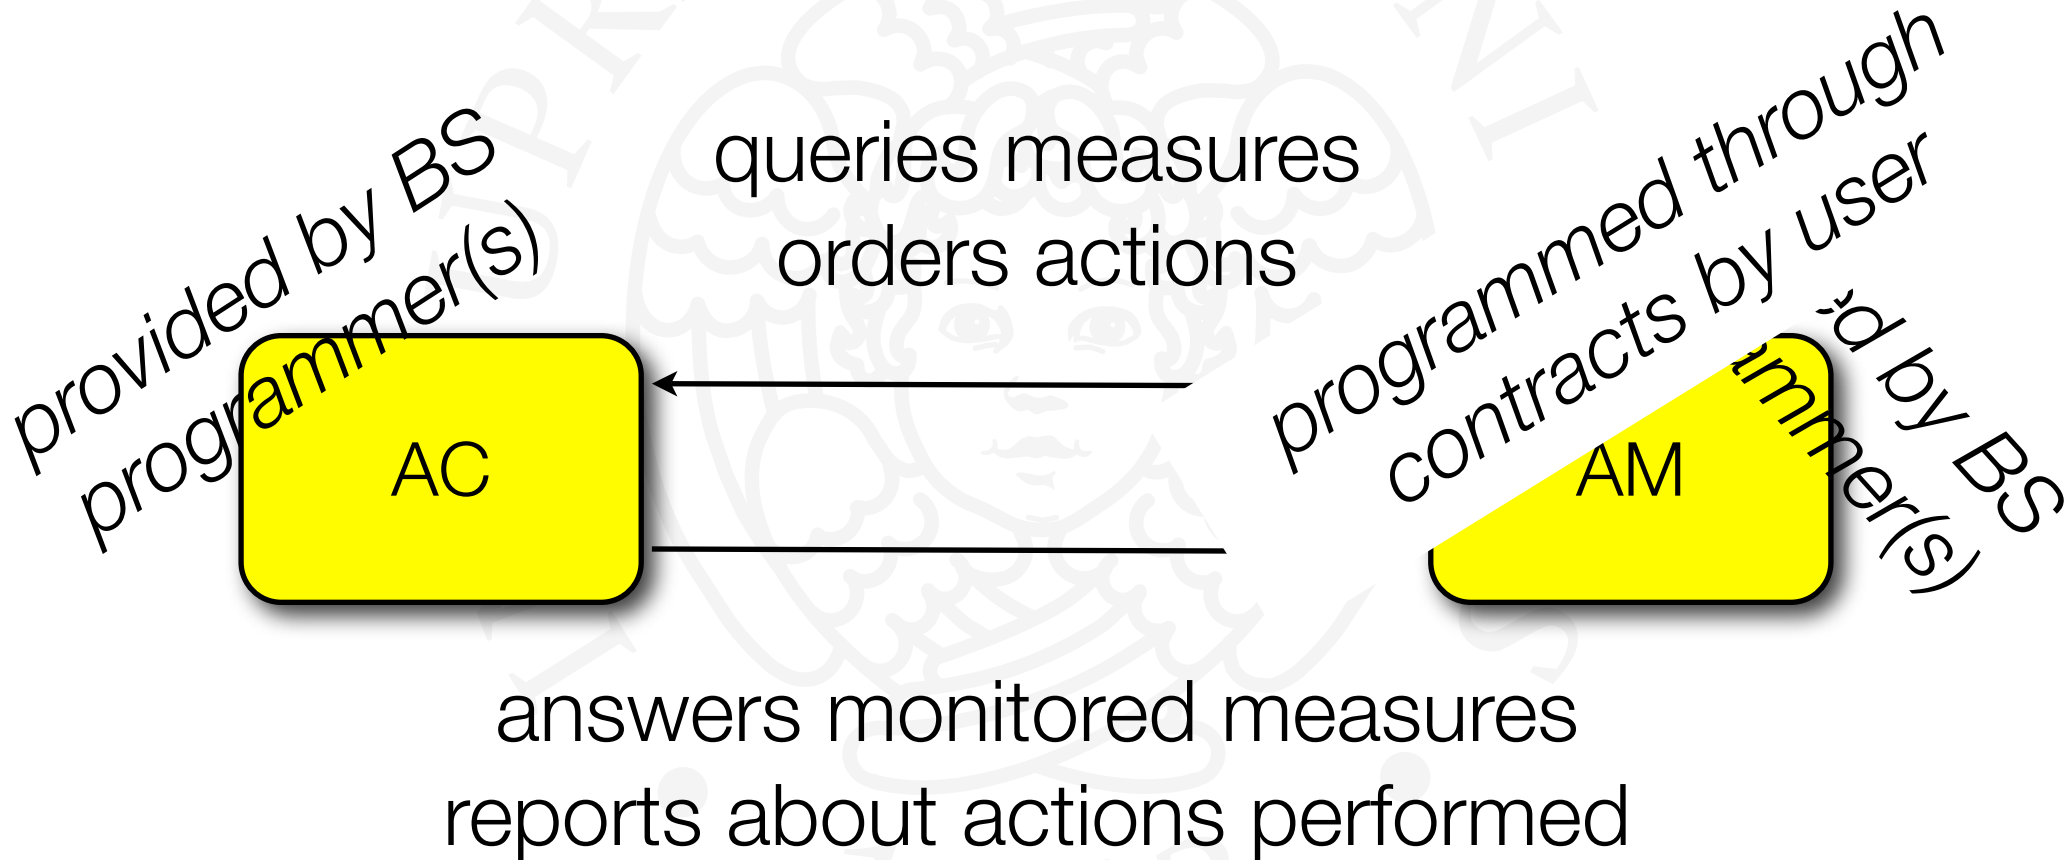 provided by BS
programmer(s)
queries measures
orders actions
programmed through
contracts by user
by BS
AC
AM
answers monitored measures
reports about actions performed